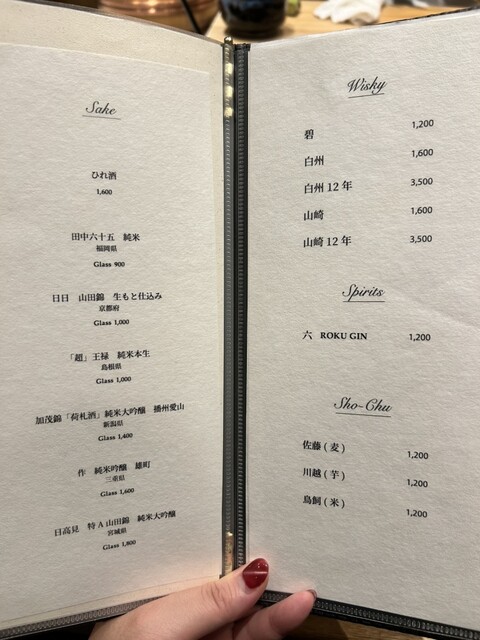 Sake
ひれ酒
1,600
田中六十五 純米
福岡県
Glass 900
日日 山田錦 生もと仕込み
京都府
Glass 1,000
「超」王祿 純米本生
島根県
Glass 1,000
加茂錦「荷札酒」純米大吟醸 播州愛山
新潟県
Glass 1,400
作 純米吟醸 雄町
三重県
Glass 1,600
日高見 特A山田錦 純米大吟醸
宮城県
Glass 1,800
Wisky
碧 1,200
白州 1,600
白州 12 年 3,500
山崎 1,600
山崎 12 年 3,500
Spirits
六 ROKU GIN 1,200
Sho-Chu
佐藤 ( 麦 ) 1,200
川越 ( 芋 ) 1,200
鳥飼 ( 米 ) 1,200